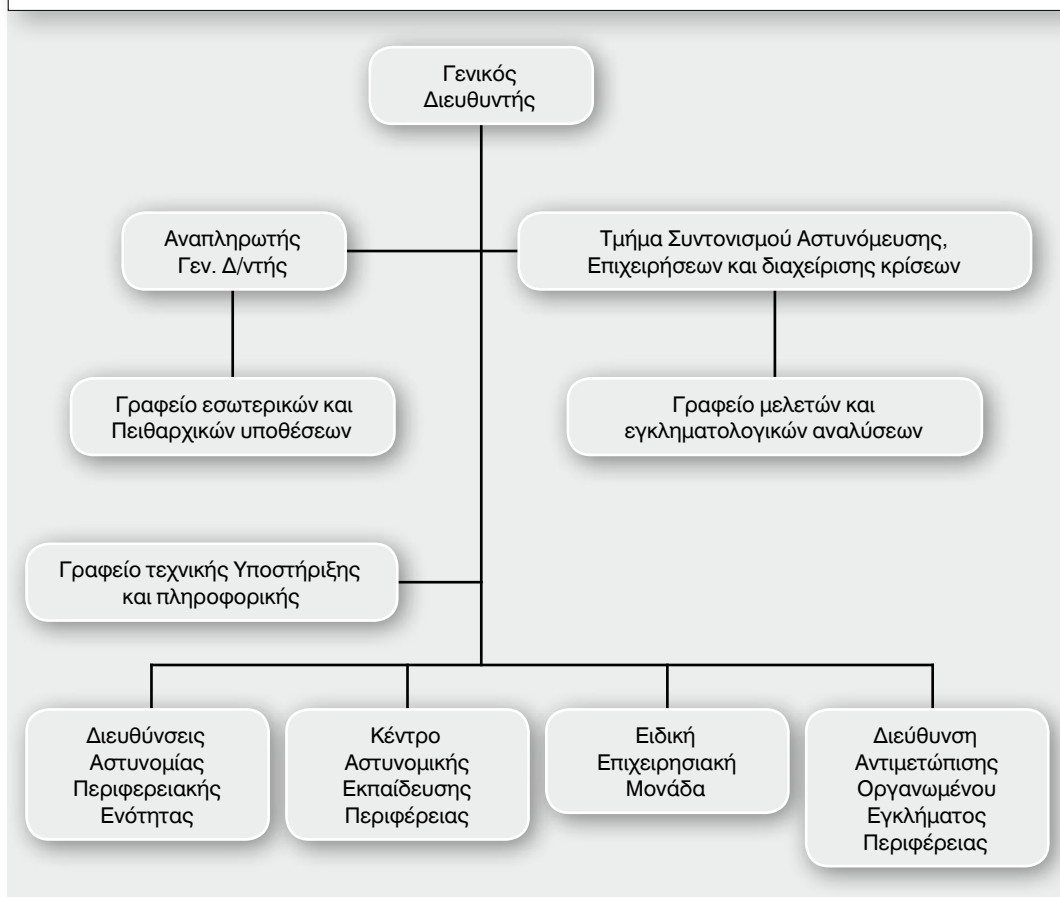 Γενικός
Διευθυντής
Αναπληρωτής
Γεν. Δ/ντής
Τμήμα Συντονισμού Αστυνόμευσης,
Επιχειρήσεων και διαχείρισης κρίσεων
Γραφείο εσωτερικών και
Πειθαρχικών υποθέσεων
Γραφείο μελετών και
εγκληματολογικών αναλύσεων
Γραφείο τεχνικής Υποστήριξης
και πληροφορικής
Διευθύνσεις
Αστυνομίας
Περιφερειακής
Ενότητας
Κέντρο
Αστυνομικής
Εκπαίδευσης
Περιφέρειας
Ειδική
Επιχειρησιακή
Μονάδα
Διεύθυνση
Αντιμετώπισης
Οργανωμένου
Εγκλήματος
Περιφέρειας